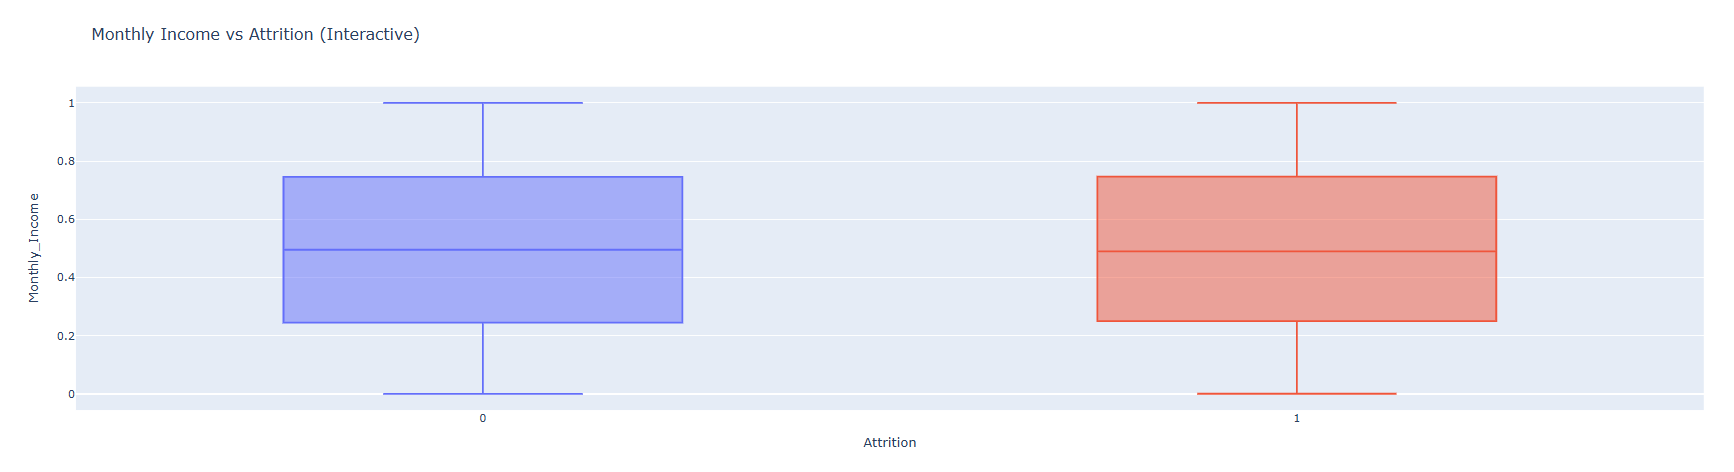 Monthly Income vs Attrition (Interactive)
Monthly_Income
1
0.8
0.6
0.4
0.2
0
0
1
Attrition